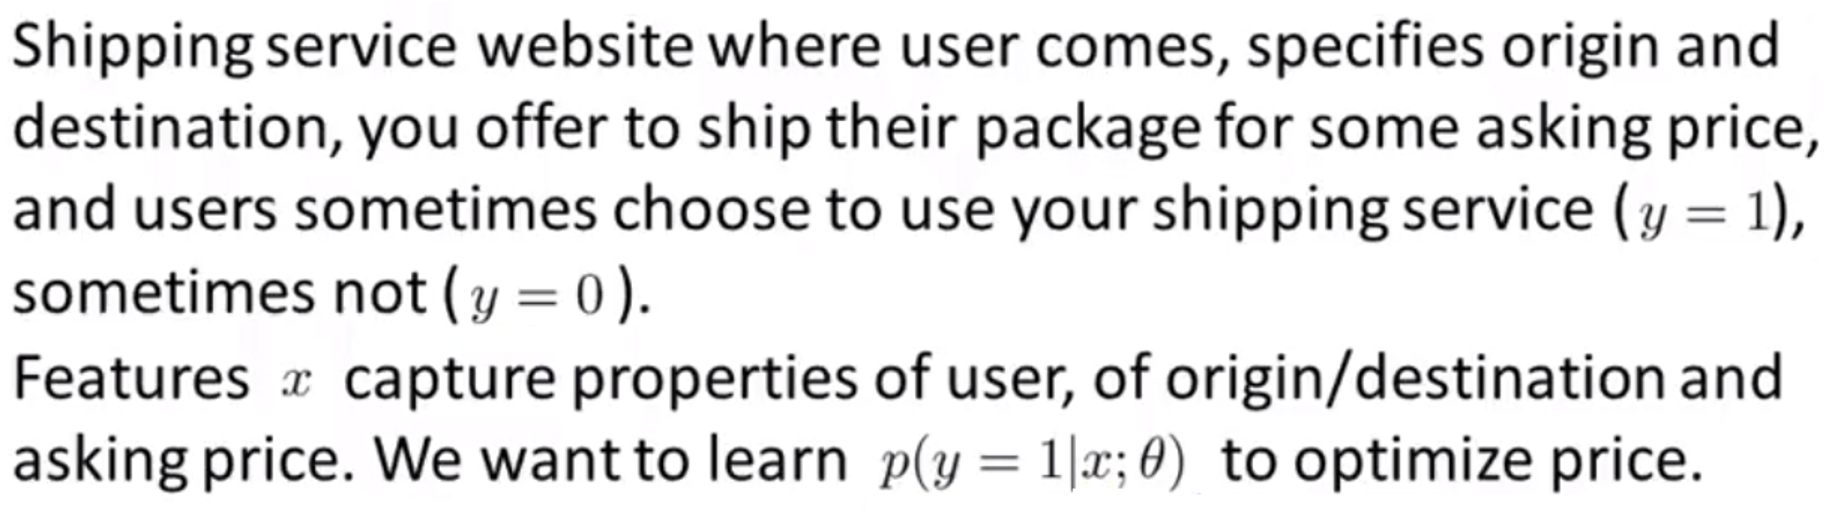 Shipping service website where user comes, specifies origin and
destination, you offer to ship their package for some asking price,
and users sometimes choose to use your shipping service (y = 1),
sometimes not (y = 0).
Features x capture properties of user, of origin/destination and
asking price. We want to learn p(y = 1|x; θ) to optimize price.